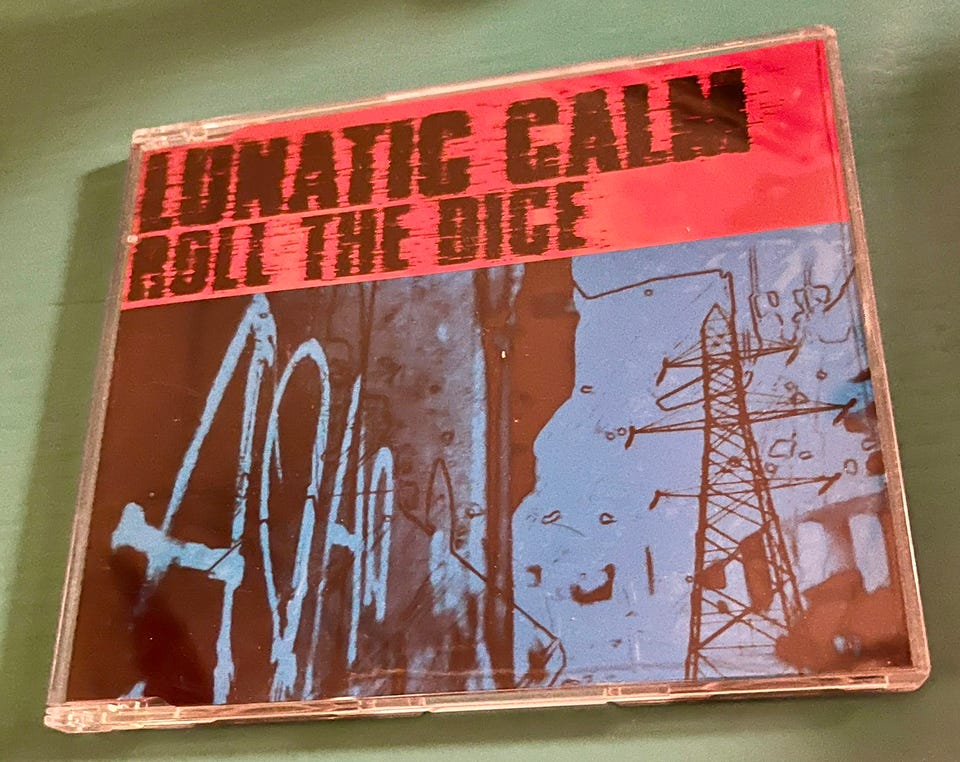 LUNATIC CALM
ROLL THE DICE